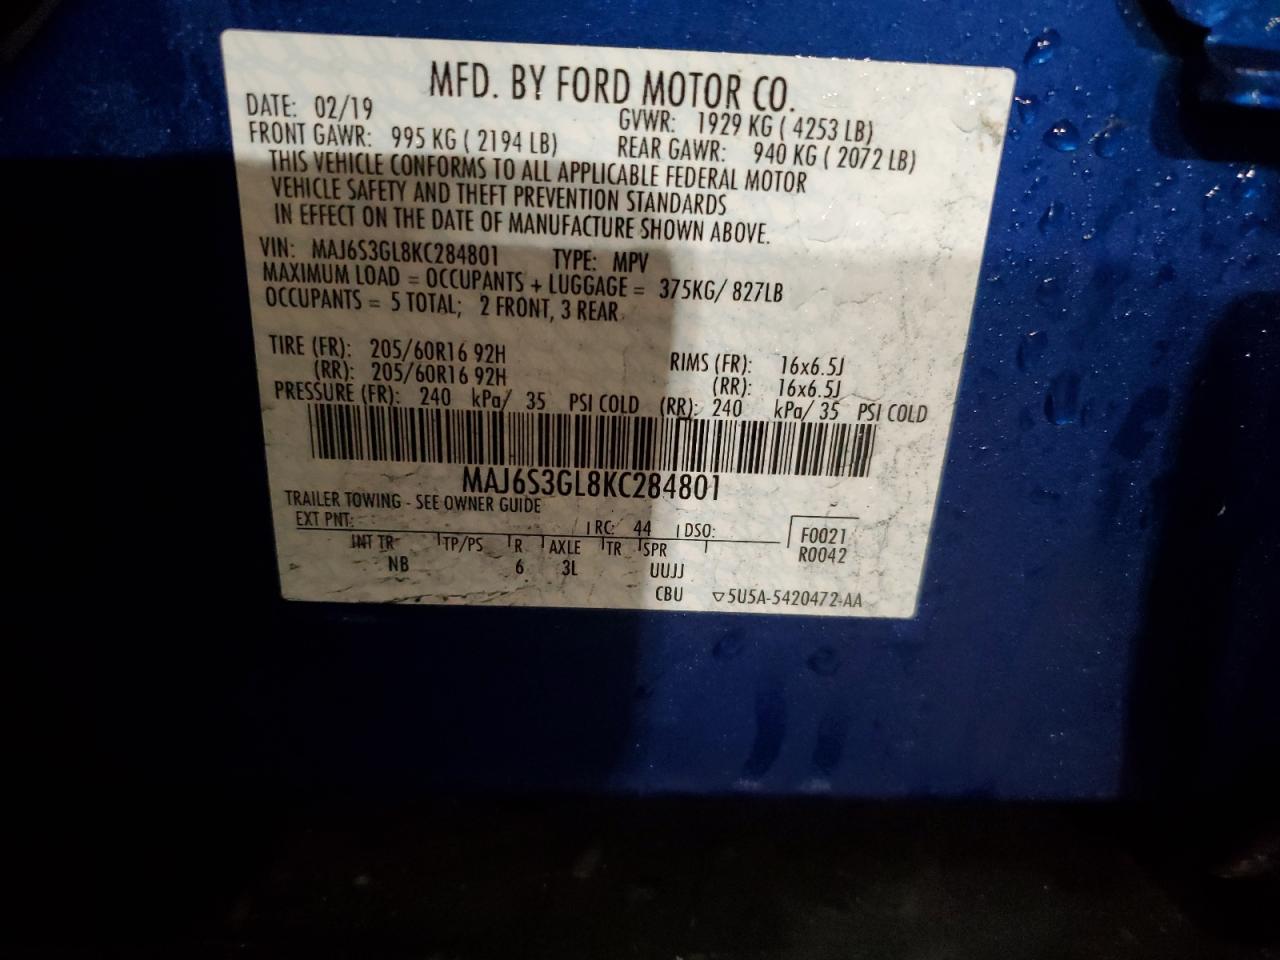 MFD. BY FORD MOTOR CO.
DATE: 02/19 GVWR: 1929 KG ( 4253 LB)
FRONT GAWR: 995 KG ( 2194 LB) REAR GAWR: 940 KG ( 2072 LB)
THIS VEHICLE CONFORMS TO ALL APPLICABLE FEDERAL MOTOR
VEHICLE SAFETY AND THEFT PREVENTION STANDARDS
IN EFFECT ON THE DATE OF MANUFACTURE SHOWN ABOVE.
VIN: MAJ6S3GL8KC284801 TYPE: MPV
MAXIMUM LOAD = OCCUPANTS + LUGGAGE = 375KG/ 827LB
OCCUPANTS = 5 TOTAL; 2 FRONT, 3 REAR
TIRE (FR): 205/60R16 92H RIMS (FR): 16x6.5J
(RR): 205/60R16 92H (RR): 16x6.5J
PRESSURE (FR): 240 kPa/ 35 PSI COLD (RR): 240 kPa/ 35 PSI COLD
MAJ6S3GL8KC284801
TRAILER TOWING - SEE OWNER GUIDE
EXT PNT: RC: 44 DSO: F0021
INT TR TP/PS R AXLE TR SPR R0042
NB 6 3L UUJJ
CBU ▽5U5A-5420472-AA